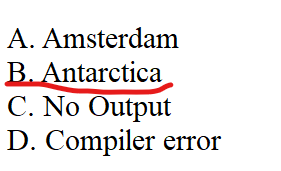 A. Amsterdam
B. Antarctica
C. No Output
D. Compiler error